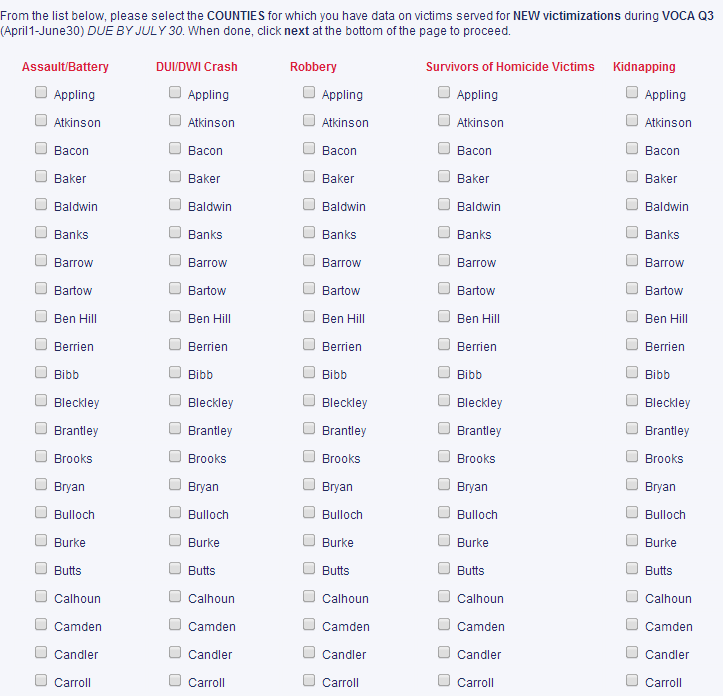 From the list below, please select the COUNTIES for which you have data on victims served for NEW victimizations during VOCA Q3
(April1-June30) DUE BY JULY 30. When done, click next at the bottom of the page to proceed.
Assault/Battery DUI/DWI Crash Robbery Survivors of Homicide Victims Kidnapping
Appling Appling Appling Appling Appling
Atkinson Atkinson Atkinson Atkinson Atkinson
Bacon Bacon Bacon Bacon Bacon
Baker Baker Baker Baker Baker
Baldwin Baldwin Baldwin Baldwin Baldwin
Banks Banks Banks Banks Banks
Barrow Barrow Barrow Barrow Barrow
Bartow Bartow Bartow Bartow Bartow
Ben Hill Ben Hill Ben Hill Ben Hill Ben Hill
Berrien Berrien Berrien Berrien Berrien
Bibb Bibb Bibb Bibb Bibb
Bleckley Bleckley Bleckley Bleckley Bleckley
Brantley Brantley Brantley Brantley Brantley
Brooks Brooks Brooks Brooks Brooks
Bryan Bryan Bryan Bryan Bryan
Bulloch Bulloch Bulloch Bulloch Bulloch
Burke Burke Burke Burke Burke
Butts Butts Butts Butts Butts
Calhoun Calhoun Calhoun Calhoun Calhoun
Camden Camden Camden Camden Camden
Candler Candler Candler Candler Candler
Carroll Carroll Carroll Carroll Carroll